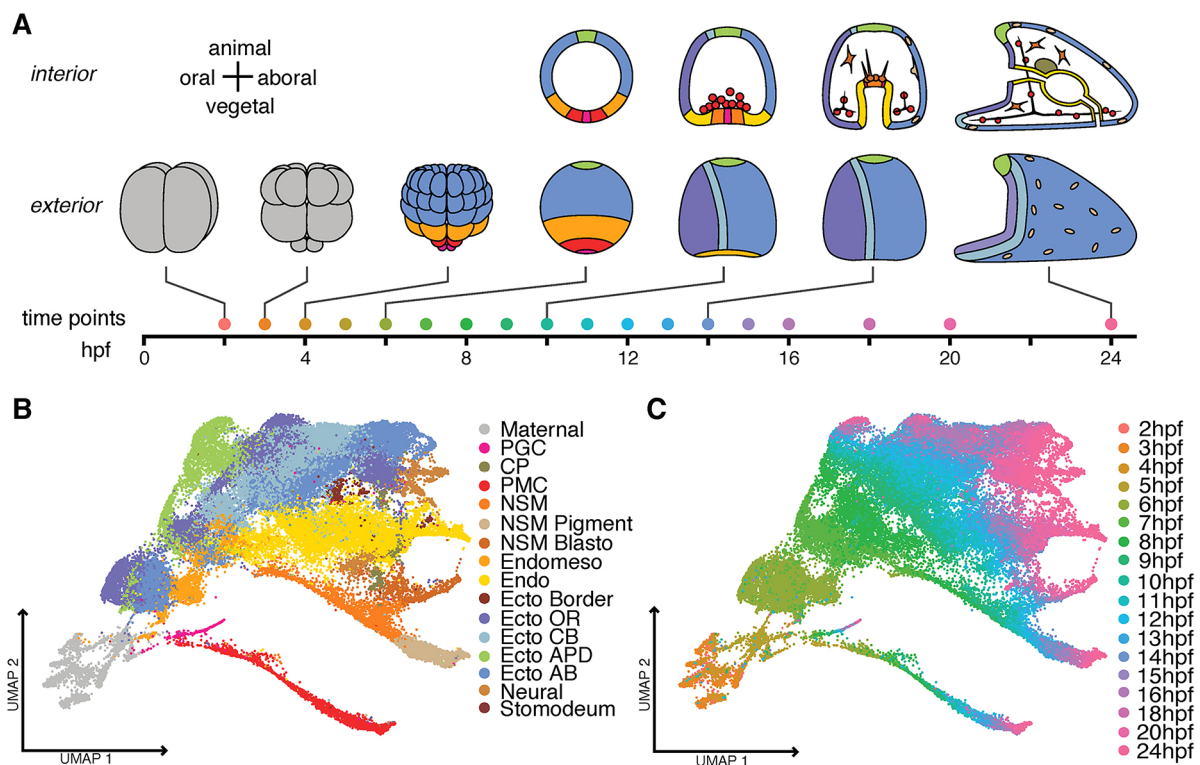 A
interior
animal
oral aboral
vegetal
exterior
time points
hpf
0 4 8 12 16 20 24
B
Maternal
PGC
CP
PMC
NSM
NSM Pigment
NSM Blasto
Endomeso
Endo
Ecto Border
Ecto OR
Ecto CB
Ecto APD
Ecto AB
Neural
Stomodeum
UMAP 2
UMAP 1
C
2hpf
3hpf
4hpf
5hpf
6hpf
7hpf
8hpf
9hpf
10hpf
11hpf
12hpf
13hpf
14hpf
15hpf
16hpf
18hpf
20hpf
24hpf
UMAP 2
UMAP 1